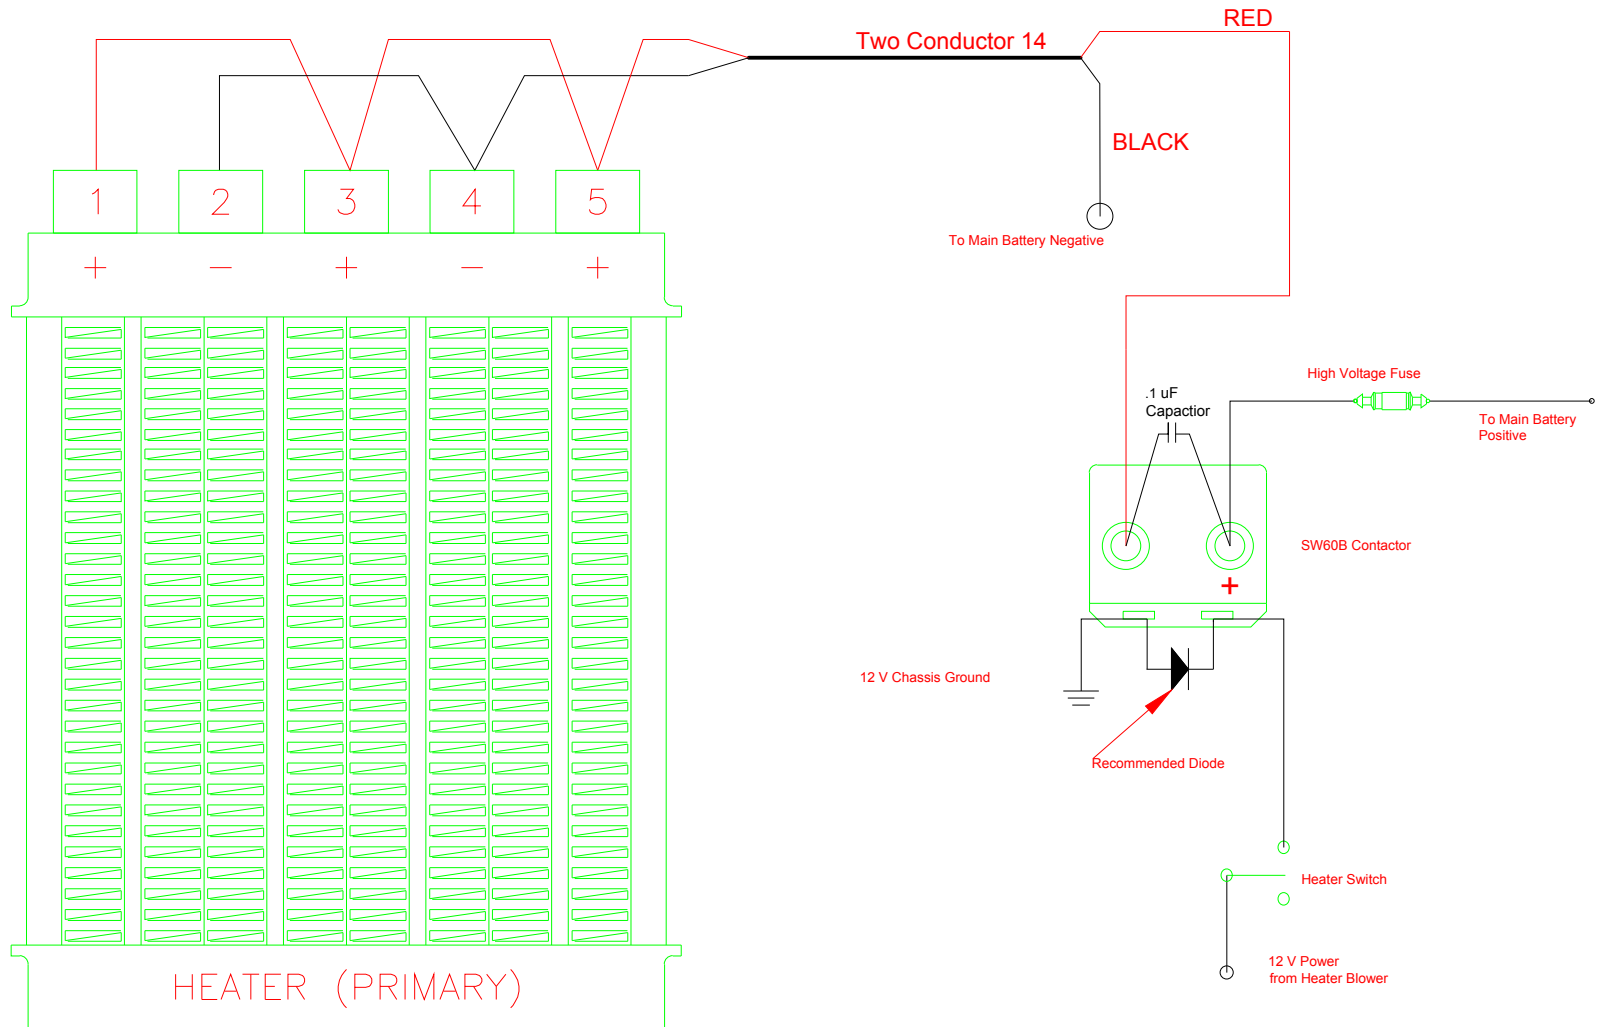 RED
Two Conductor 14
BLACK
1 2 3 4 5
To Main Battery Negative
+ − + − +
High Voltage Fuse
.1 uF
Capactior
To Main Battery
Positive
SW60B Contactor
+
12 V Chassis Ground
Recommended Diode
Heater Switch
12 V Power
from Heater Blower
HEATER (PRIMARY)